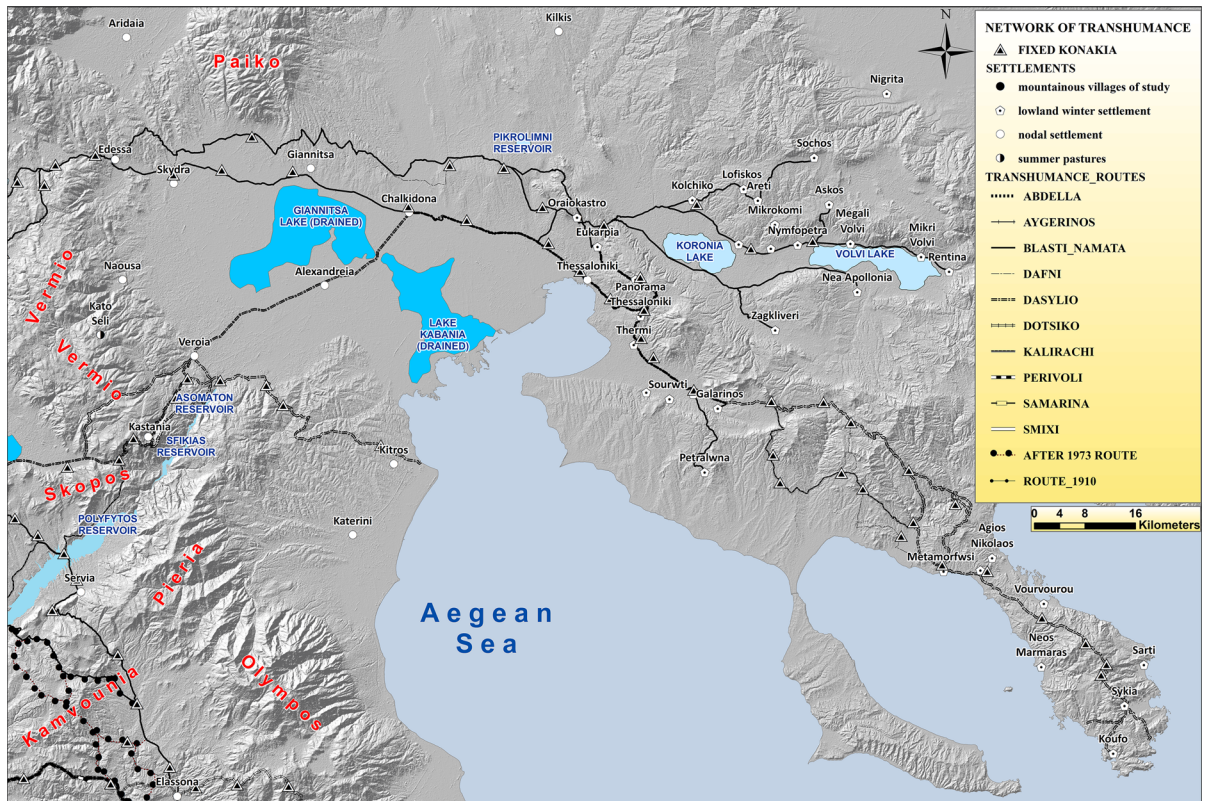 Aridaia
Kilkis
N
Paiko
Nigrita
Edessa
Skydra
Giannitsa
PIKROLIMNI
RESERVOIR
Sochos
Lofiskos
Kolchiko
Areti
Mikrokomi
Askos
Megali
Volvi
Mikri
Volvi
Nymfopetra
Rentina
Oraiokastro
Eukarpia
Chalkidona
GIANNITSA
LAKE (DRAINED)
KORONIA
LAKE
VOLVI LAKE
Nea Apollonia
Naousa
Alexandreia
Thessaloniki
Panorama
Thessaloniki
Zagkliveri
Vermio
Kato
Seli
LAKE
KABANIA
(DRAINED)
Thermi
Vermio
Veroia
ASOMATON
RESERVOIR
Sourwti
Galarinos
Kastania
SFIKIAS
RESERVOIR
Kitros
Petralwna
Skopos
POLYFYTOS
RESERVOIR
Katerini
Agios
Nikolaos
Metamorfwsi
Servia
Pieria
Vourvourou
Aegean
Sea
Neos
Marmaras
Sarti
Olympos
Kamvounia
Sykia
Koufo
Elassona
NETWORK OF TRANSHUMANCE
FIXED KONAKIA
SETTLEMENTS
mountainous villages of study
lowland winter settlement
nodal settlement
summer pastures
TRANSHUMANCE_ROUTES
ABDELLA
AYGERINOS
BLASTI_NAMATA
DAFNI
DASYLIO
DOTSIKO
KALIRACHI
PERIVOLI
SAMARINA
SMIXI
AFTER 1973 ROUTE
ROUTE_1910
0 4 8 16
Kilometers